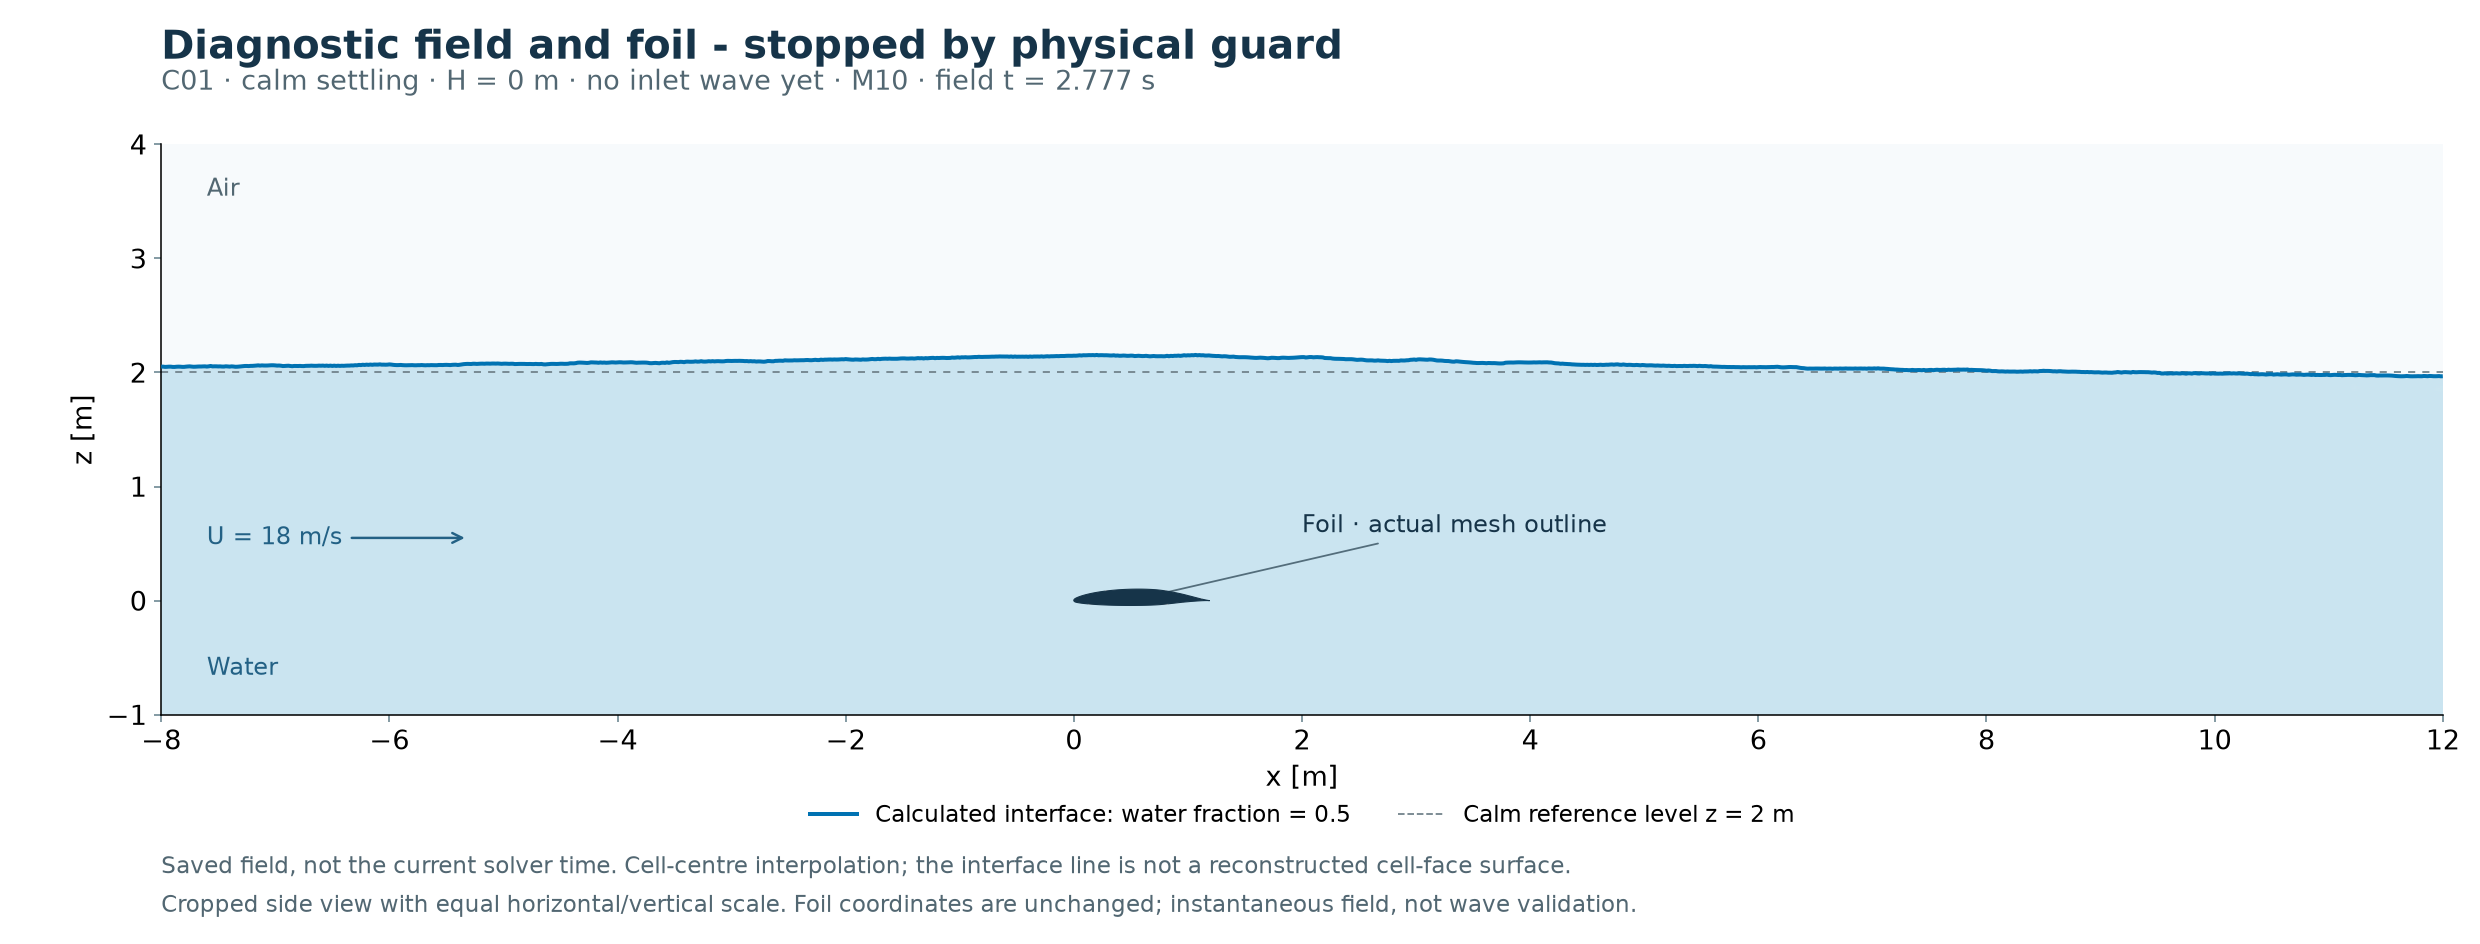 Diagnostic field and foil - stopped by physical guard
C01 · calm settling · H = 0 m · no inlet wave yet · M10 · field t = 2.777 s
4
Air
3
2
z [m]
1
Foil · actual mesh outline
U = 18 m/s
0
Water
−1
−8 −6 −4 −2 0 2 4 6 8 10 12
x [m]
Calculated interface: water fraction = 0.5 Calm reference level z = 2 m
Saved field, not the current solver time. Cell-centre interpolation; the interface line is not a reconstructed cell-face surface.
Cropped side view with equal horizontal/vertical scale. Foil coordinates are unchanged; instantaneous field, not wave validation.